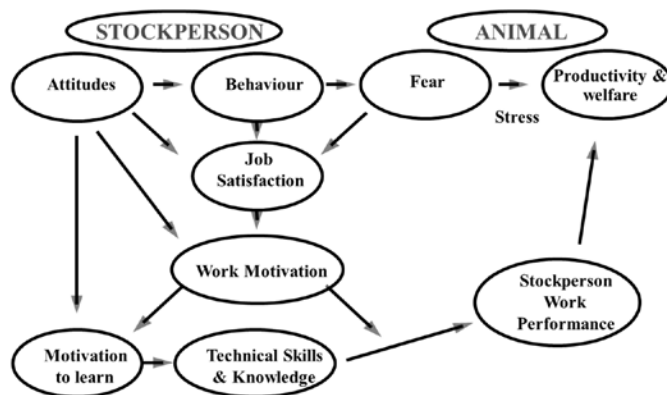 STOCKPERSON
ANIMAL
Attitudes
Behaviour
Fear
Productivity &
welfare
Stress
Job
Satisfaction
Work Motivation
Stockperson
Work
Performance
Motivation
to learn
Technical Skills
& Knowledge